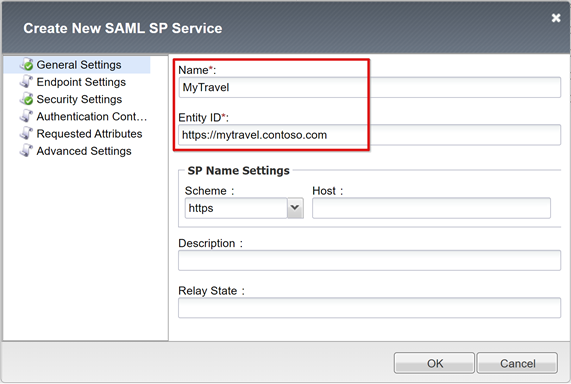 Create New SAML SP Service
General Settings
Endpoint Settings
Security Settings
Authentication Cont...
Requested Attributes
Advanced Settings
Name*:
MyTravel
Entity ID*:
https://mytravel.contoso.com
SP Name Settings
Scheme :
Host :
https
Description :
Relay State :
OK
Cancel